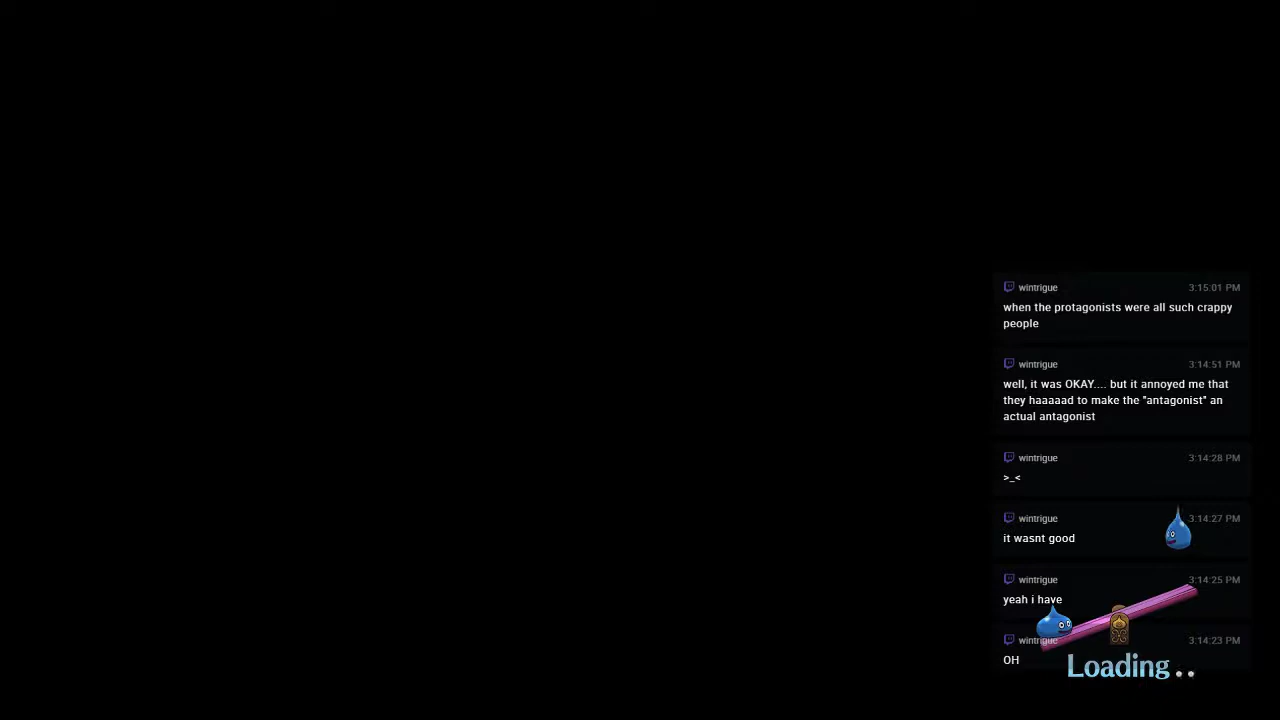 wintrigue 3:15:01 PM
when the protagonists were all such crappy
people
wintrigue 3:14:51 PM
well, it was OKAY.... but it annoyed me that
they haaaaad to make the "antagonist" an
actual antagonist
wintrigue 3:14:28 PM
>_<
wintrigue 3:14:27 PM
it wasnt good
wintrigue 3:14:25 PM
yeah i have
wintrigue 3:14:23 PM
OH
Loading..